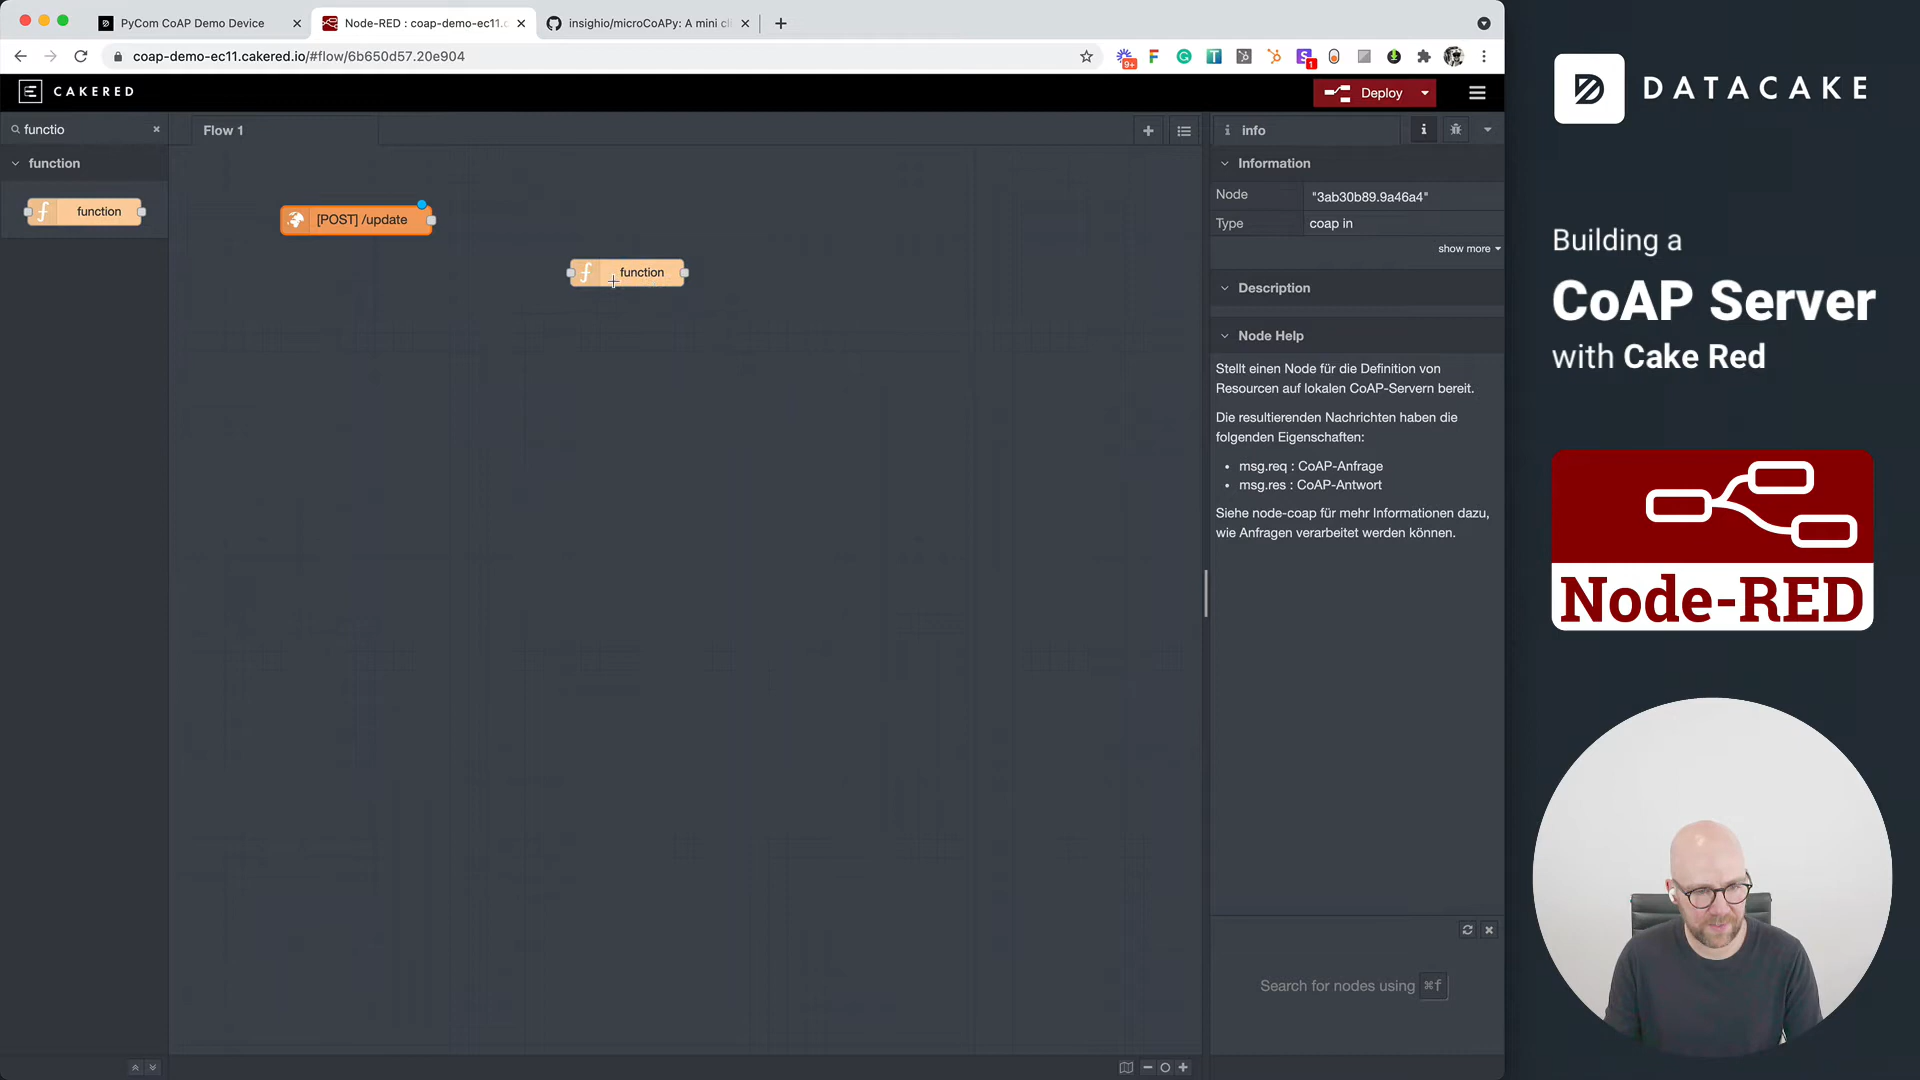 PyCom CoAP Demo Device
Node-RED : coap-demo-ec11.c
insighio/microCoAPy: A mini cl
coap-demo-ec11.cakered.io/#flow/6b650d57.20e904
9+
1
CAKERED
Deploy
functio
Flow 1
info
function
function
[POST] /update
function
Information
Node
"3ab30b89.9a46a4"
Type
coap in
show more
Description
Node Help
Stellt einen Node für die Definition von
Resourcen auf lokalen CoAP-Servern bereit.
Die resultierenden Nachrichten haben die
folgenden Eigenschaften:
msg.req : CoAP-Anfrage
msg.res : CoAP-Antwort
Siehe node-coap für mehr Informationen dazu,
wie Anfragen verarbeitet werden können.
Search for nodes using ⌘f
DATACAKE
Building a
CoAP Server
with Cake Red
Node-RED